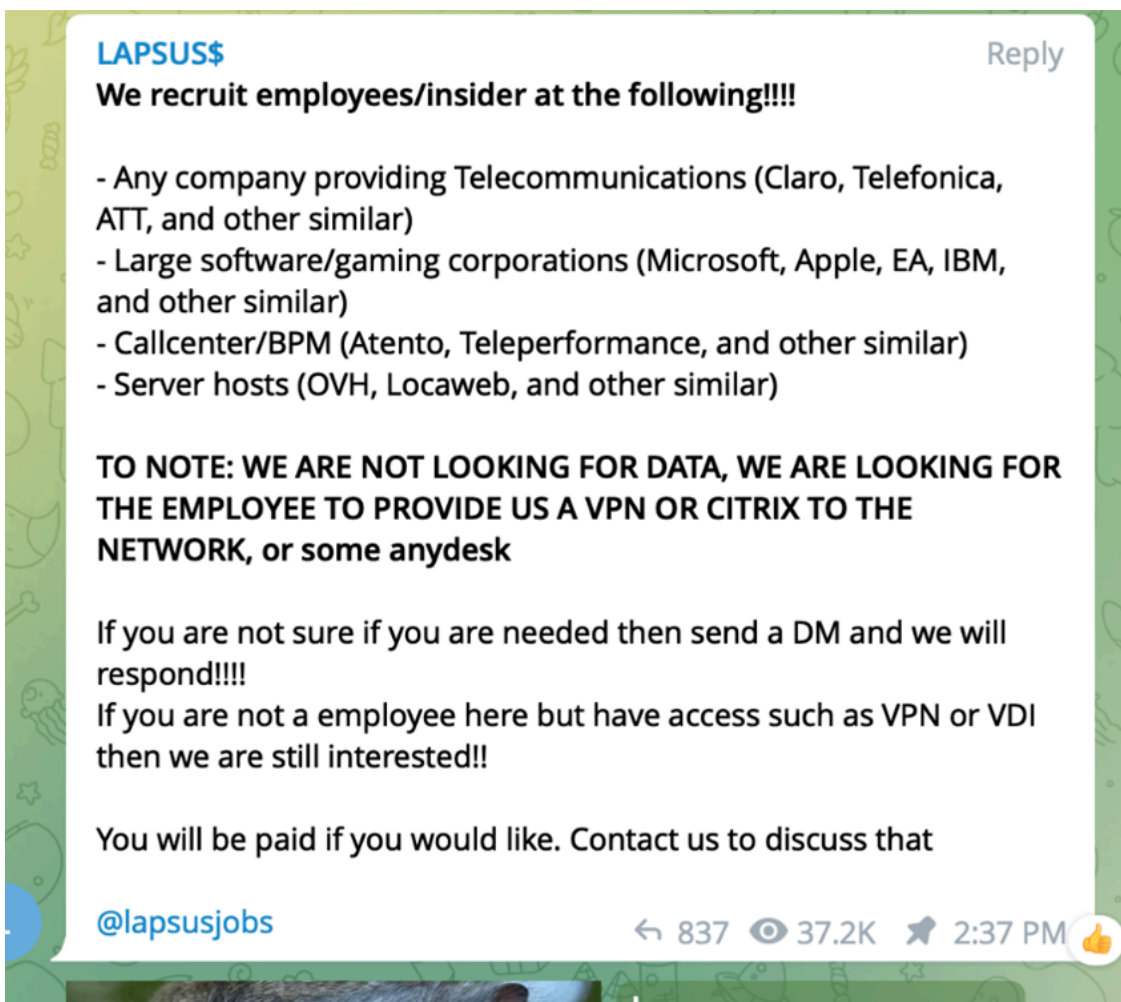 LAPSUS$ Reply
We recruit employees/insider at the following!!!!
- Any company providing Telecommunications (Claro, Telefonica,
ATT, and other similar)
- Large software/gaming corporations (Microsoft, Apple, EA, IBM,
and other similar)
- Callcenter/BPM (Atento, Teleperformance, and other similar)
- Server hosts (OVH, Locaweb, and other similar)
TO NOTE: WE ARE NOT LOOKING FOR DATA, WE ARE LOOKING FOR
THE EMPLOYEE TO PROVIDE US A VPN OR CITRIX TO THE
NETWORK, or some anydesk
If you are not sure if you are needed then send a DM and we will
respond!!!!
If you are not a employee here but have access such as VPN or VDI
then we are still interested!!
You will be paid if you would like. Contact us to discuss that
@lapsusjobs 837 37.2K 2:37 PM